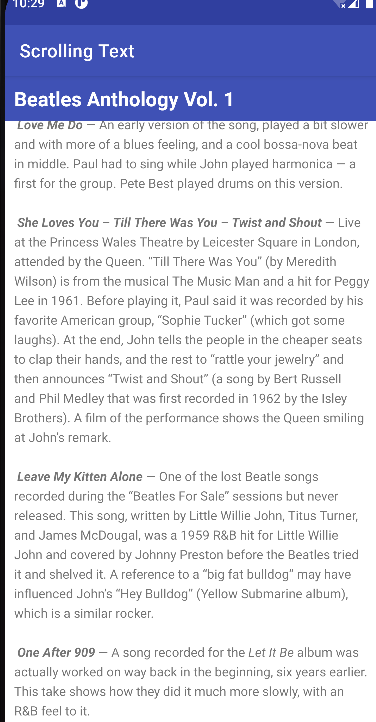 10:29
Scrolling Text
Beatles Anthology Vol. 1
Love Me Do — An early version of the song, played a bit slower
and with more of a blues feeling, and a cool bossa-nova beat
in middle. Paul had to sing while John played harmonica — a
first for the group. Pete Best played drums on this version.
She Loves You – Till There Was You – Twist and Shout — Live
at the Princess Wales Theatre by Leicester Square in London,
attended by the Queen. "Till There Was You” (by Meredith
Wilson) is from the musical The Music Man and a hit for Peggy
Lee in 1961. Before playing it, Paul said it was recorded by his
favorite American group, “Sophie Tucker” (which got some
laughs). At the end, John tells the people in the cheaper seats
to clap their hands, and the rest to “rattle your jewelry” and
then announces “Twist and Shout” (a song by Bert Russell
and Phil Medley that was first recorded in 1962 by the Isley
Brothers). A film of the performance shows the Queen smiling
at John's remark.
Leave My Kitten Alone — One of the lost Beatle songs
recorded during the “Beatles For Sale” sessions but never
released. This song, written by Little Willie John, Titus Turner,
and James McDougal, was a 1959 R&B hit for Little Willie
John and covered by Johnny Preston before the Beatles tried
it and shelved it. A reference to a “big fat bulldog” may have
influenced John's “Hey Bulldog” (Yellow Submarine album),
which is a similar rocker.
One After 909 — A song recorded for the Let It Be album was
actually worked on way back in the beginning, six years earlier.
This take shows how they did it much more slowly, with an
R&B feel to it.